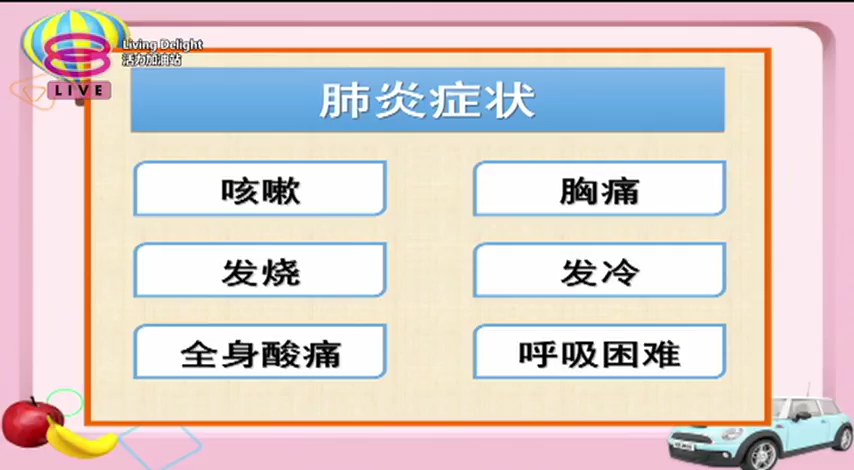 Living Delight
活力加油站
LIVE
肺炎症状
咳嗽
胸痛
发烧
发冷
全身酸痛
呼吸困难